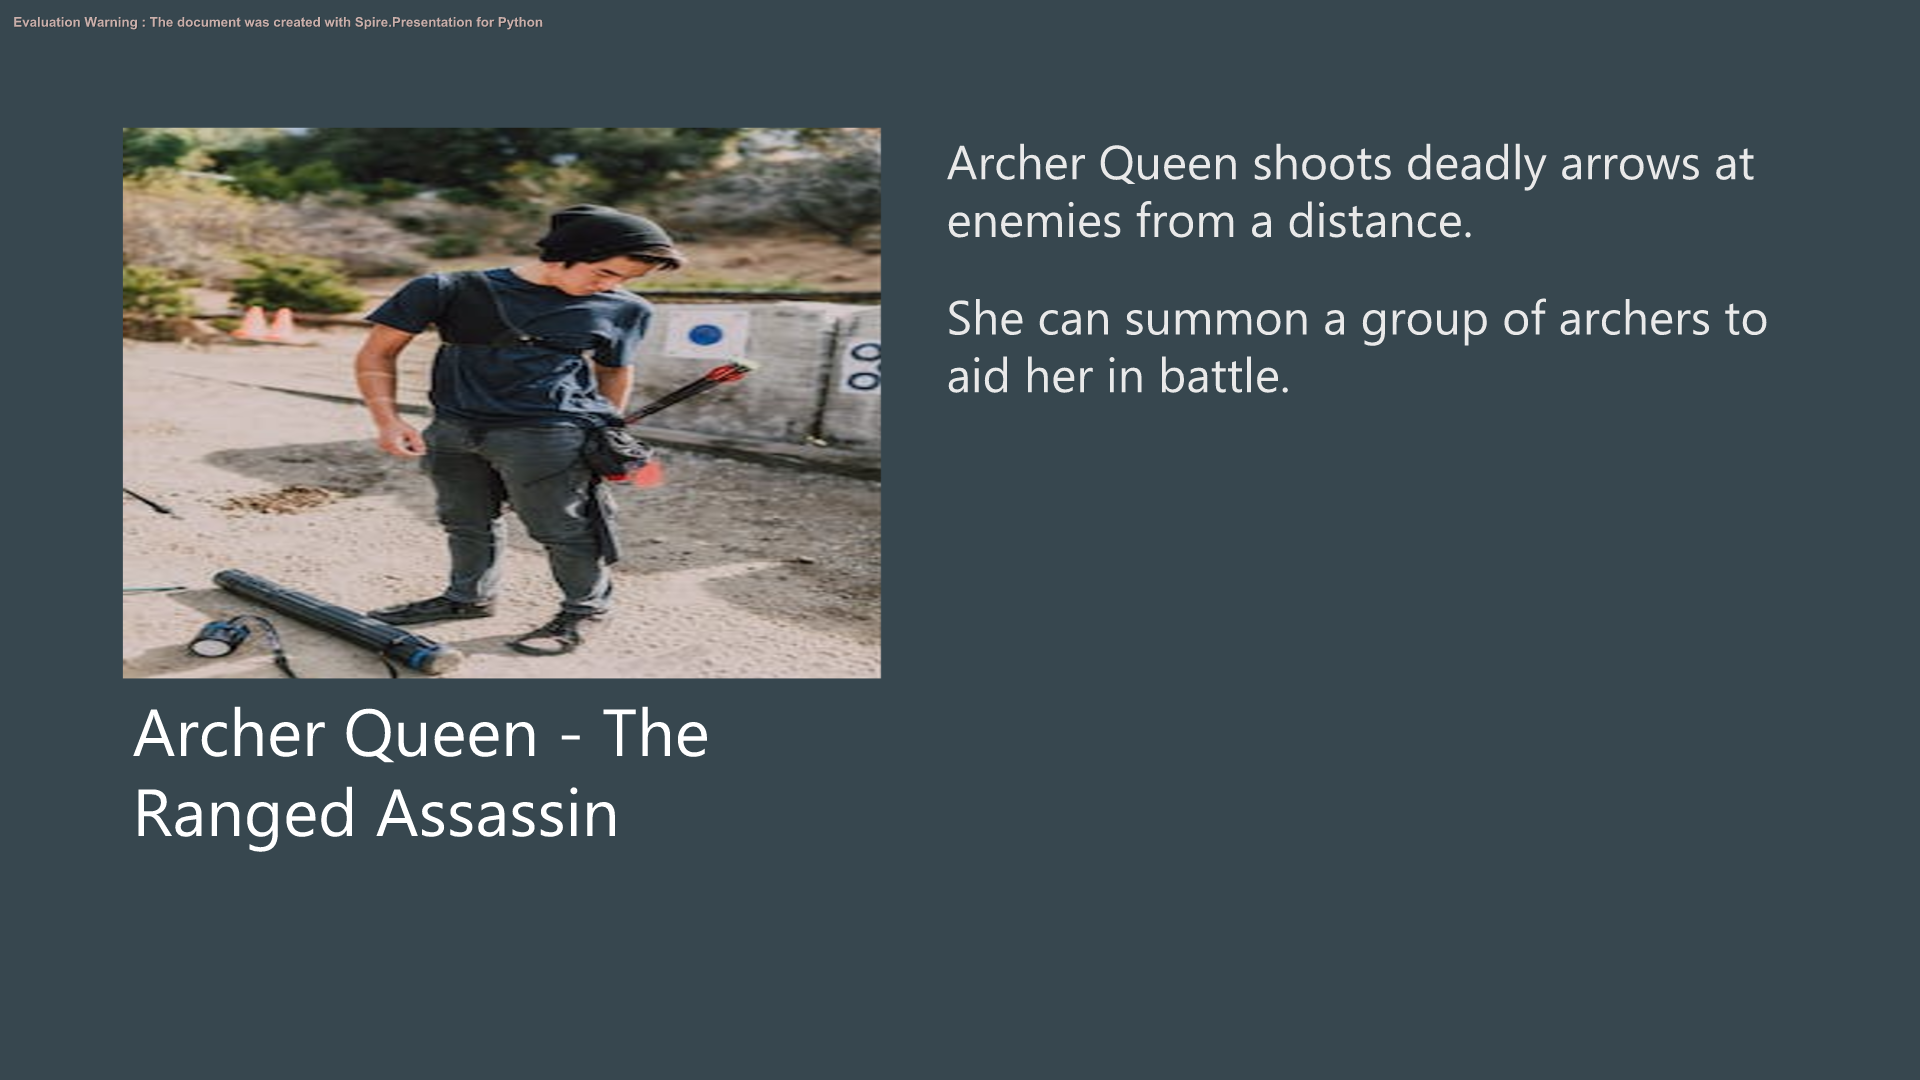 Evaluation Warning : The document was created with Spire.Presentation for Python
Archer Queen shoots deadly arrows at
enemies from a distance.
She can summon a group of archers to
aid her in battle.
Archer Queen - The
Ranged Assassin